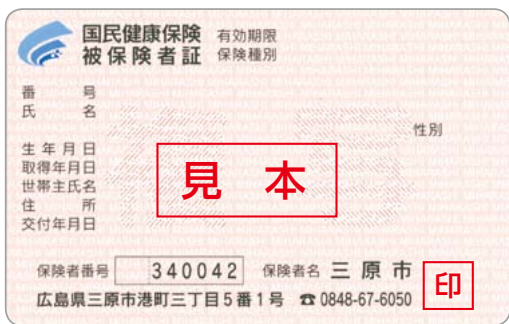 国民健康保険 有効期限
被保険者証 保険種別
番号
氏名
性別
生年月日
取得年月日
世帯主氏名
住所
交付年月日
見本
保険者番号 340042 保険者名 三原市
印
広島県三原市港町三丁目5番1号 ☎0848-67-6050